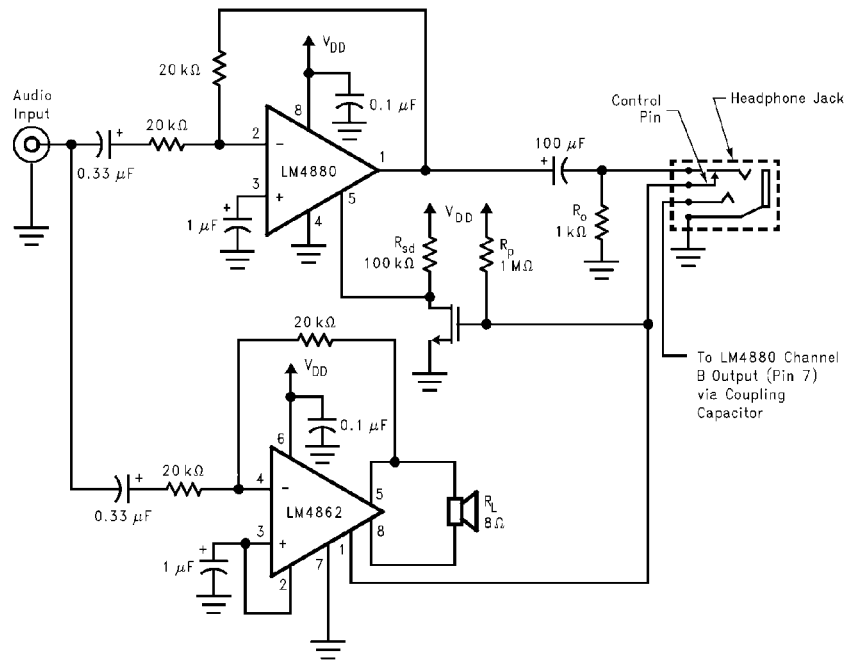 Audio
Input
0.33 µF
20 kΩ
20 kΩ
V_DD
0.1 µF
8
2
−
LM4880
1
3
+
5
4
1 µF
100 µF
Control
Pin
Headphone Jack
R_o
1 kΩ
V_DD
R_sd
100 kΩ
R_p
1 MΩ
To LM4880 Channel
B Output (Pin 7)
via Coupling
Capacitor
20 kΩ
V_DD
0.1 µF
6
0.33 µF
20 kΩ
4
−
LM4862
5
8
3
+
1
7
2
1 µF
R_L
8 Ω